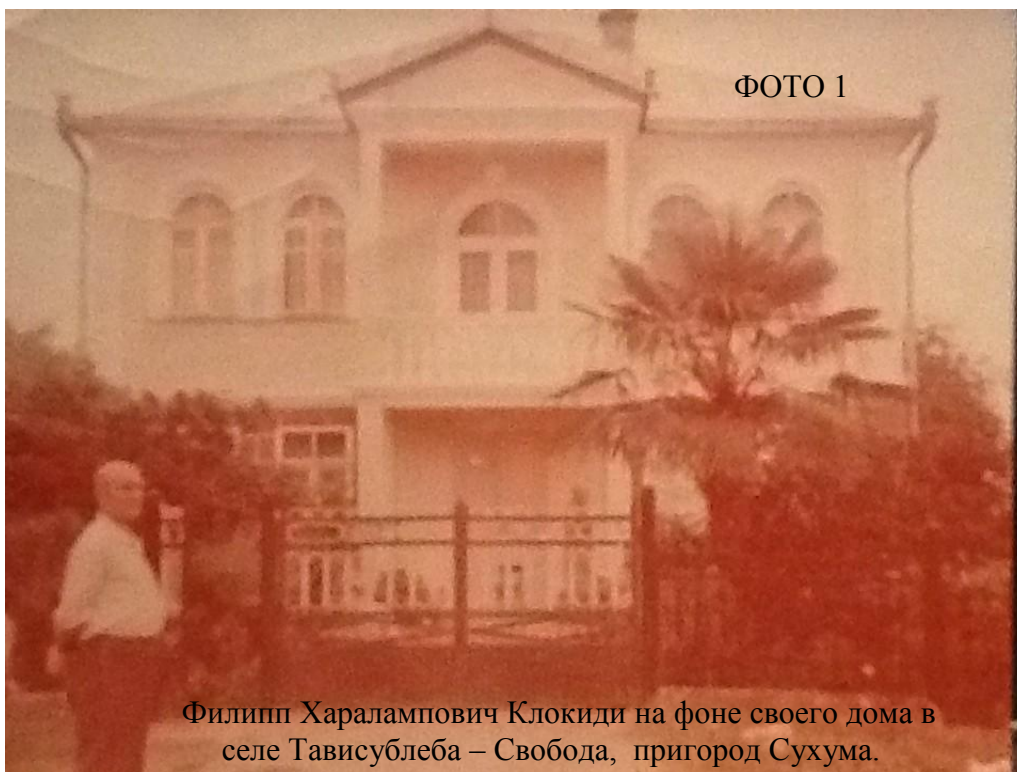 ФОТО 1
Филипп Харалампович Клокиди на фоне своего дома в
селе Тависублеба – Свобода,  пригород Сухума.